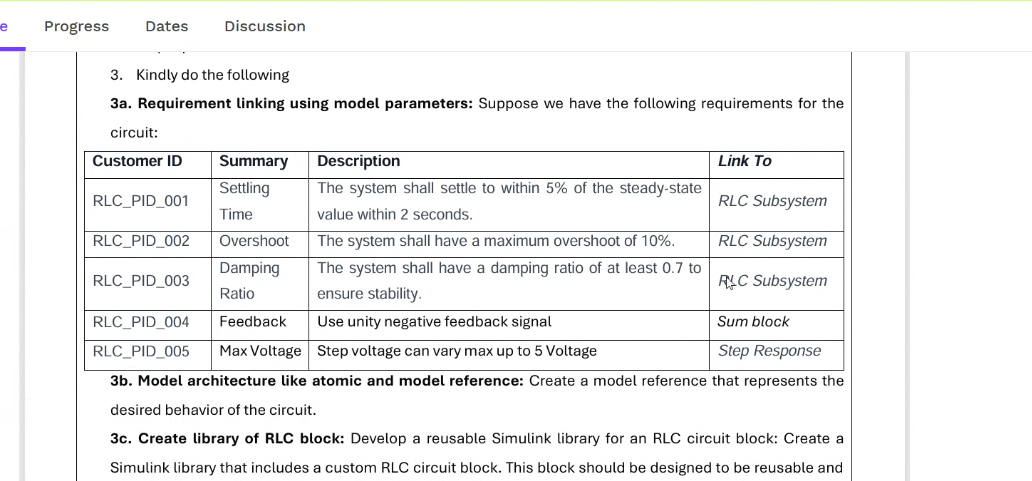 e Progress Dates Discussion
3. Kindly do the following
3a. Requirement linking using model parameters: Suppose we have the following requirements for the
circuit:
Customer ID Summary Description Link To
RLC_PID_001 Settling Time The system shall settle to within 5% of the steady-state value within 2 seconds. RLC Subsystem
RLC_PID_002 Overshoot The system shall have a maximum overshoot of 10%. RLC Subsystem
RLC_PID_003 Damping Ratio The system shall have a damping ratio of at least 0.7 to ensure stability. RLC Subsystem
RLC_PID_004 Feedback Use unity negative feedback signal Sum block
RLC_PID_005 Max Voltage Step voltage can vary max up to 5 Voltage Step Response
3b. Model architecture like atomic and model reference: Create a model reference that represents the
desired behavior of the circuit.
3c. Create library of RLC block: Develop a reusable Simulink library for an RLC circuit block: Create a
Simulink library that includes a custom RLC circuit block. This block should be designed to be reusable and